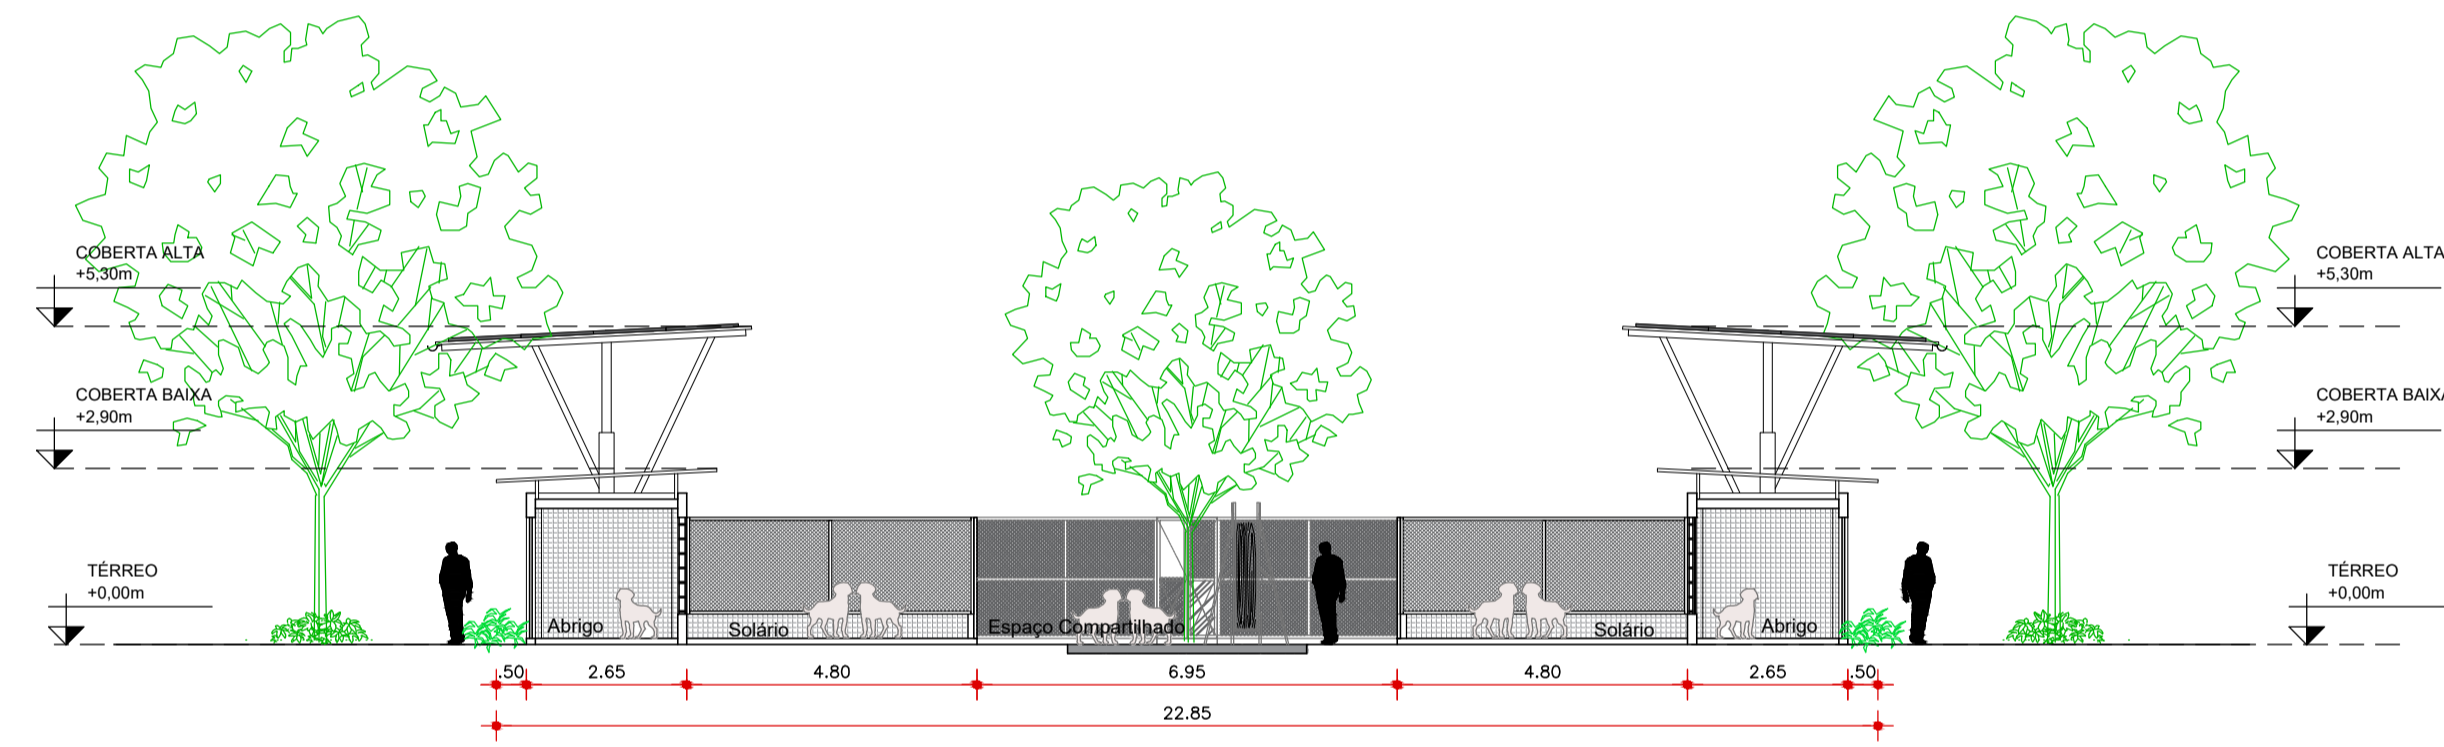 COBERTA ALTA
+5,30m
COBERTA ALTA
+5,30m
COBERTA BAIXA
+2,90m
COBERTA BAIXA
+2,90m
TÉRREO
+0,00m
TÉRREO
+0,00m
Abrigo
Solário
Espaço Compartilhado
Solário
Abrigo
.50
2.65
4.80
6.95
4.80
2.65
.50
22.85